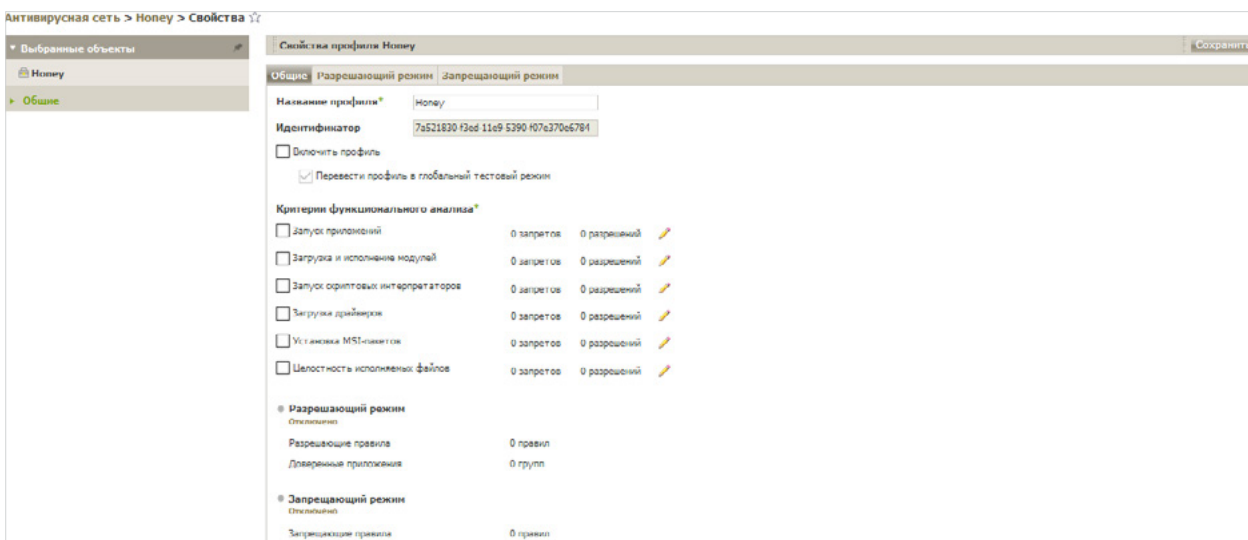 Антивирусная сеть > Honey > Свойства
Выбранные объекты
Honey
Общие
Свойства профиля Honey
Сохранить
Общие Разрешающий режим Запрещающий режим
Название профиля* Honey
Идентификатор 7a521830-f3ed-11e9-5390-f07e370e6784
Включить профиль
Перевести профиль в глобальный тестовый режим
Критерии функционального анализа*
Запуск приложений 0 запретов 0 разрешений
Загрузка и исполнение модулей 0 запретов 0 разрешений
Запуск скриптовых интерпретаторов 0 запретов 0 разрешений
Загрузка драйверов 0 запретов 0 разрешений
Установка MSI-пакетов 0 запретов 0 разрешений
Целостность исполняемых файлов 0 запретов 0 разрешений
Разрешающий режим
Отключено
Разрешающие правила 0 правил
Доверенные приложения 0 групп
Запрещающий режим
Отключено
Запрещающие правила 0 правил